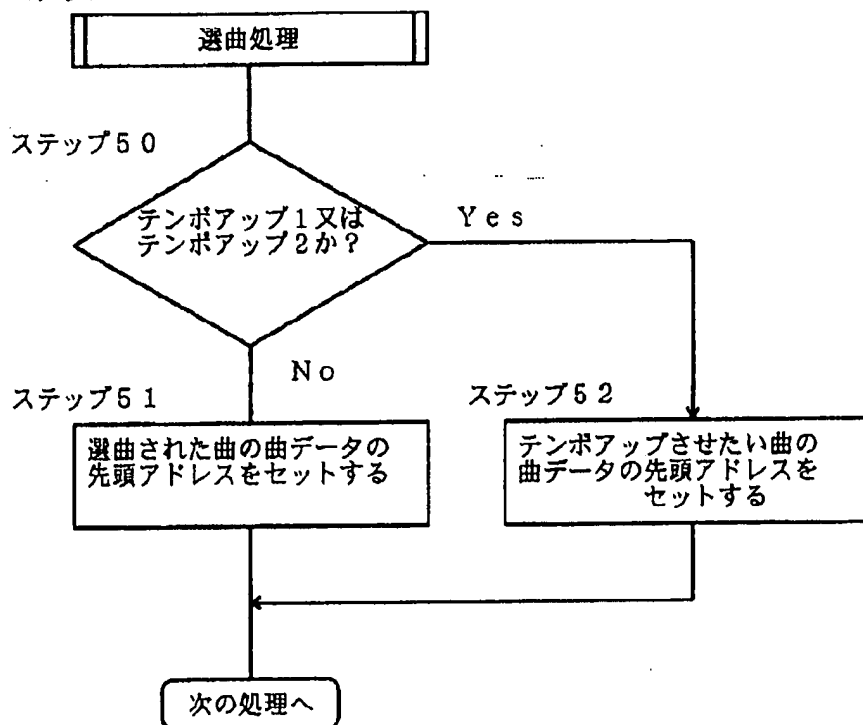 選曲処理
ステップ５０
テンポアップ１又は
テンポアップ２か？
Ｙｅｓ
Ｎｏ
ステップ５１
選曲された曲の曲データの
先頭アドレスをセットする
ステップ５２
テンポアップさせたい曲の
曲データの先頭アドレスを
セットする
次の処理へ